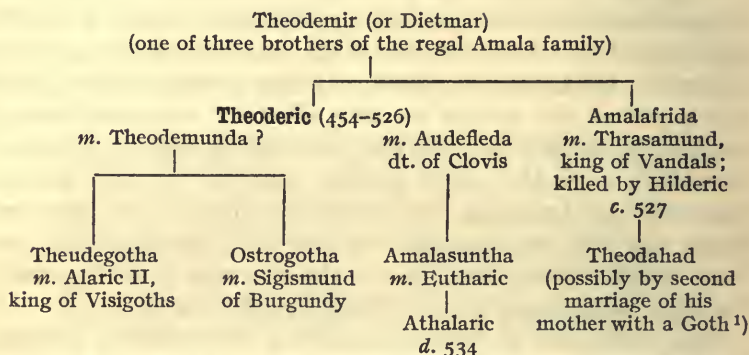 Theodemir (or Dietmar)
(one of three brothers of the regal Amala family)
Theoderic (454–526)
m. Theodemunda ?
m. Audefleda
dt. of Clovis
Amalafrida
m. Thrasamund,
king of Vandals;
killed by Hilderic
c. 527
Theudegotha
m. Alaric II,
king of Visigoths
Ostrogotha
m. Sigismund
of Burgundy
Amalasuntha
m. Eutharic
Athalaric
d. 534
Theodahad
(possibly by second
marriage of his
mother with a Goth ¹)